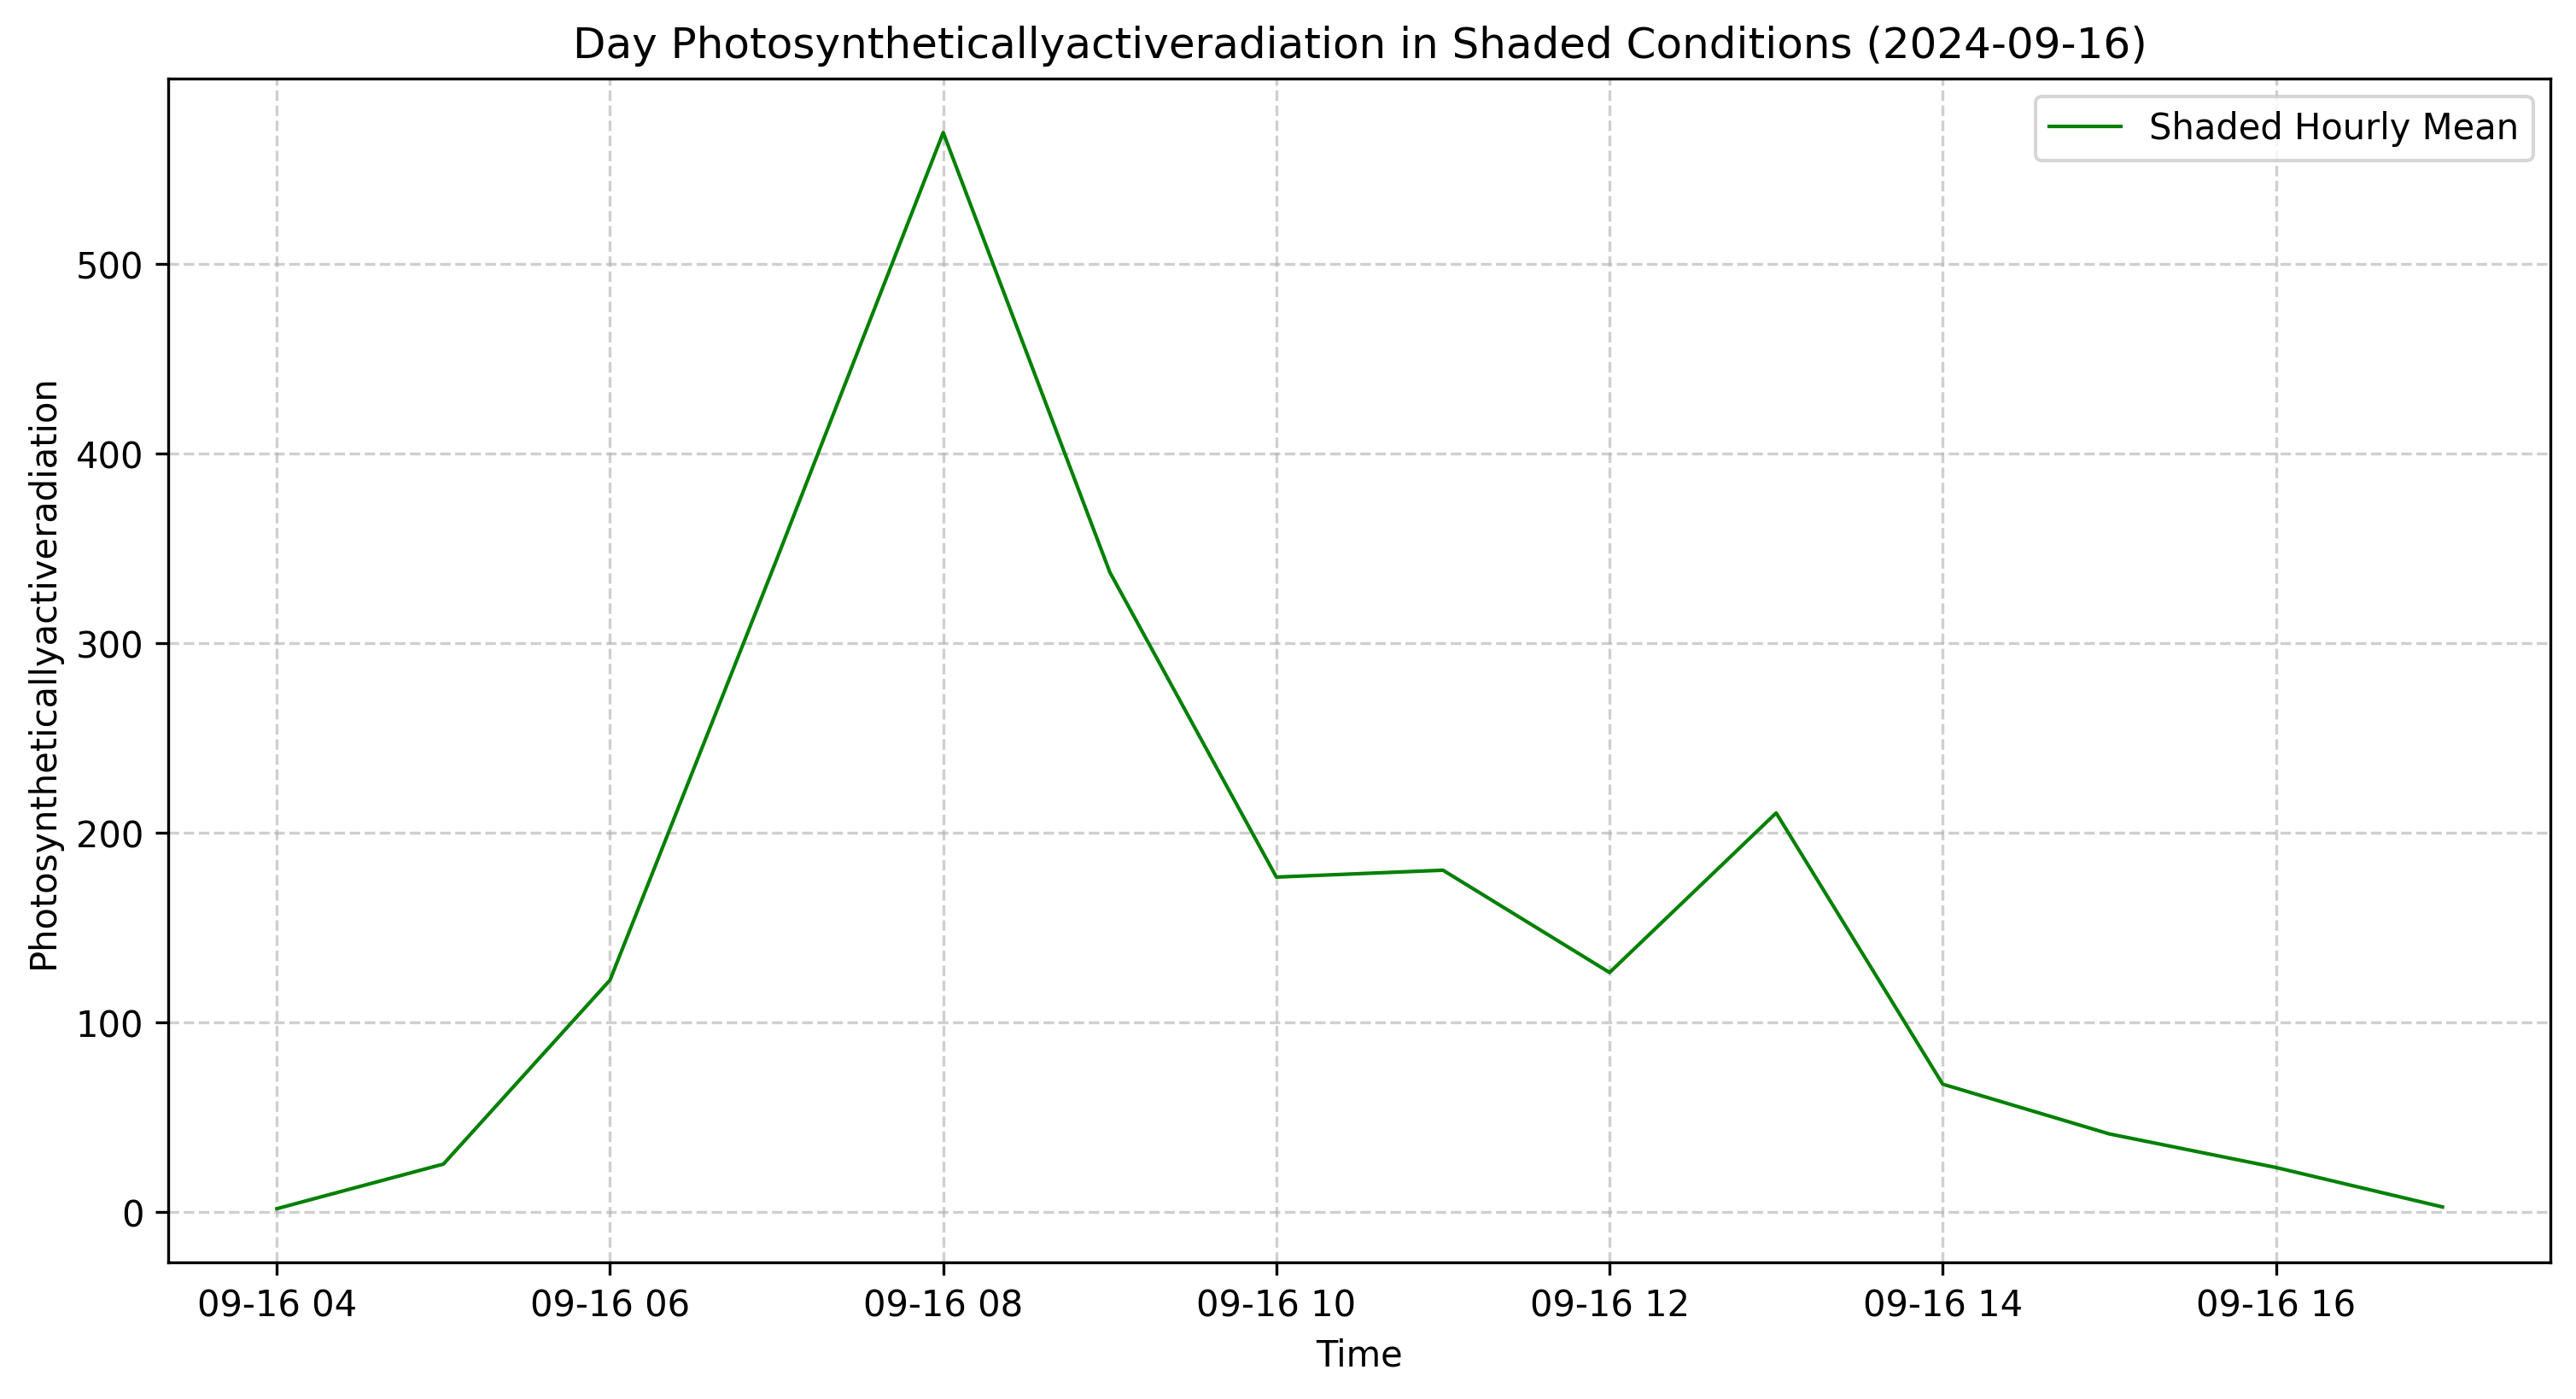 Day Photosyntheticallyactiveradiation in Shaded Conditions (2024-09-16)
Shaded Hourly Mean
Photosyntheticallyactiveradiation
500
400
300
200
100
0
09-16 04 09-16 06 09-16 08 09-16 10 09-16 12 09-16 14 09-16 16
Time